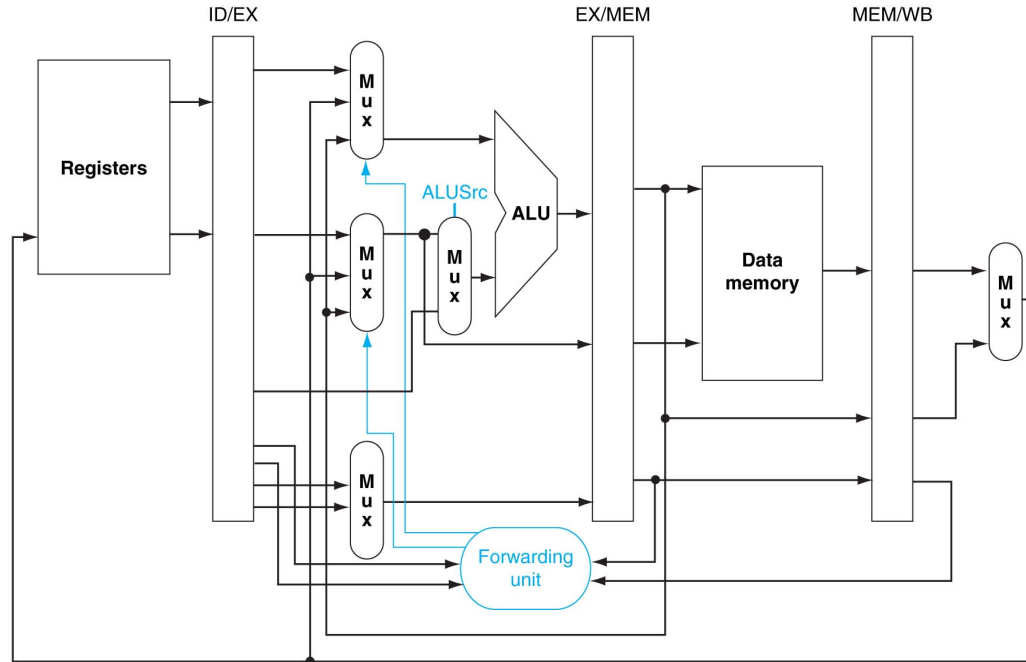 ID/EX
EX/MEM
MEM/WB
Registers
M
u
x
ALUSrc
M
u
x
M
u
x
ALU
Data
memory
M
u
x
M
u
x
Forwarding
unit